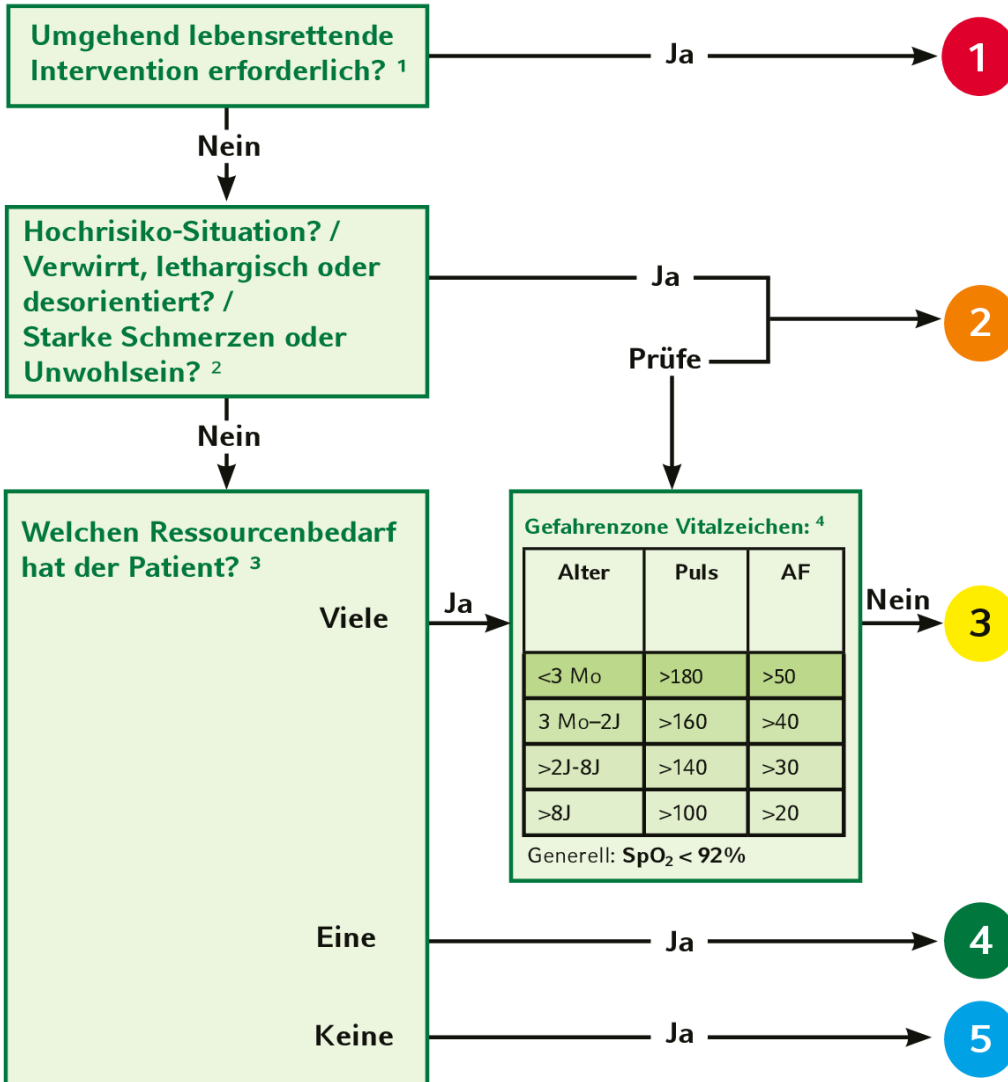 Umgehend lebensrettende
Intervention erforderlich? ¹
Ja
1
Nein
Hochrisiko-Situation? /
Verwirrt, lethargisch oder
desorientiert? /
Starke Schmerzen oder
Unwohlsein? ²
Ja
2
Prüfe
Nein
Welchen Ressourcenbedarf
hat der Patient? ³
Viele
Ja
Gefahrenzone Vitalzeichen: ⁴
Alter Puls AF
<3 Mo >180 >50
3 Mo–2J >160 >40
>2J-8J >140 >30
>8J >100 >20
Generell: SpO₂ < 92%
Nein
3
Eine
Ja
4
Keine
Ja
5